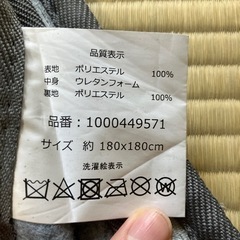 品質表示
表地 ポリエステル 100%
中身 ウレタンフォーム
裏地 ポリエステル 100%
品番：1000449571
サイズ 約 180x180cm
洗濯絵表示